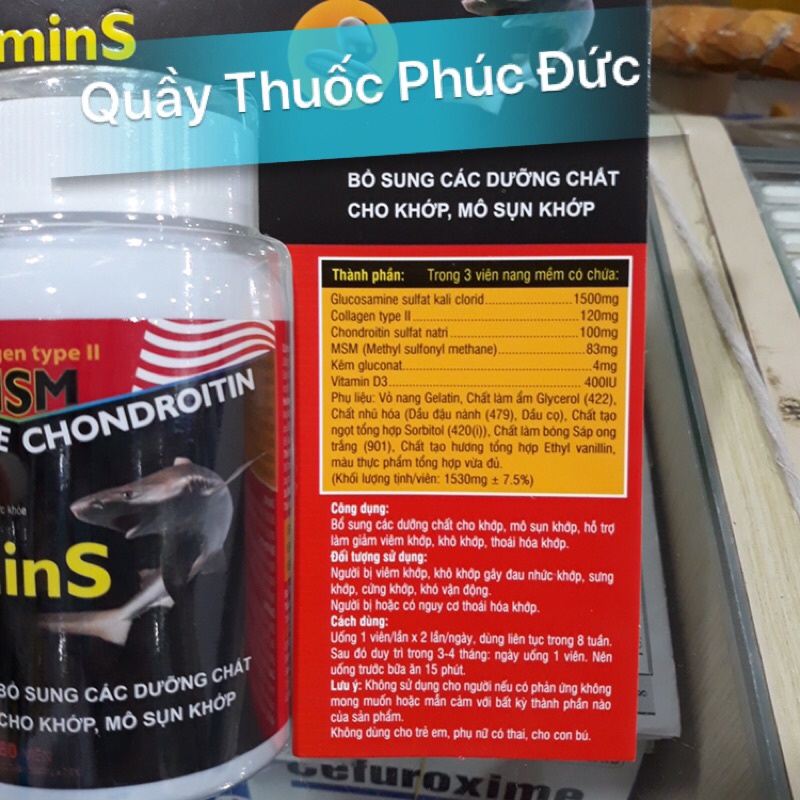 minS
Quầy Thuốc Phúc Đức
BỔ SUNG CÁC DƯỠNG CHẤT
CHO KHỚP, MÔ SỤN KHỚP
Thành phần: Trong 3 viên nang mềm có chứa:
Glucosamine sulfat kali clorid 1500mg
Collagen type II 120mg
Chondroitin sulfat natri 100mg
MSM (Methyl sulfonyl methane) 83mg
Kẽm gluconat 4mg
Vitamin D3 400IU
Phụ liệu: Vỏ nang Gelatin, Chất làm ẩm Glycerol (422),
Chất nhũ hóa (Dầu đậu nành (479), Dầu cọ), Chất tạo
ngọt tổng hợp Sorbitol (420(i)), Chất làm bóng Sáp ong
trắng (901), Chất tạo hương tổng hợp Ethyl vanillin,
màu thực phẩm tổng hợp vừa đủ.
(Khối lượng tịnh/viên: 1530mg ± 7.5%)
Công dụng:
Bổ sung các dưỡng chất cho khớp, mô sụn khớp, hỗ trợ
làm giảm viêm khớp, khô khớp, thoái hóa khớp.
Đối tượng sử dụng:
Người bị viêm khớp, khô khớp gây đau nhức khớp, sưng
khớp, cứng khớp, khó vận động.
Người bị hoặc có nguy cơ thoái hóa khớp.
Cách dùng:
Uống 1 viên/lần x 2 lần/ngày, dùng liên tục trong 8 tuần.
Sau đó duy trì trong 3-4 tháng: ngày uống 1 viên. Nên
uống trước bữa ăn 15 phút.
Lưu ý: Không sử dụng cho người nếu có phản ứng không
mong muốn hoặc mẫn cảm với bất kỳ thành phần nào
của sản phẩm.
Không dùng cho trẻ em, phụ nữ có thai, cho con bú.
gen type II
MSM
E CHONDROITIN
inS
BỔ SUNG CÁC DƯỠNG CHẤT
CHO KHỚP, MÔ SỤN KHỚP
Cefuroxime